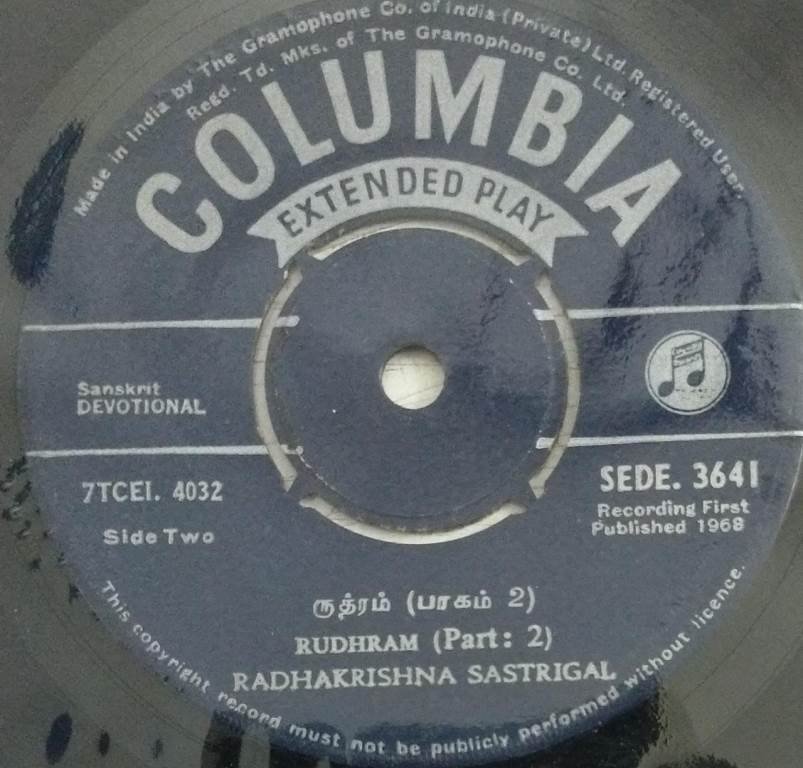 Made in India by The Gramophone Co. of India (Private) Ltd. Registered User.
Regd. Td. Mks. of The Gramophone Co. Ltd.
COLUMBIA
EXTENDED PLAY
Sanskrit
DEVOTIONAL
7TCEI. 4032
Side Two
SEDE. 3641
Recording First
Published 1968
ருத்ரம் (பாகம் 2)
RUDHRAM (Part: 2)
RADHAKRISHNA SASTRIGAL
This copyright record must not be publicly performed without licence.